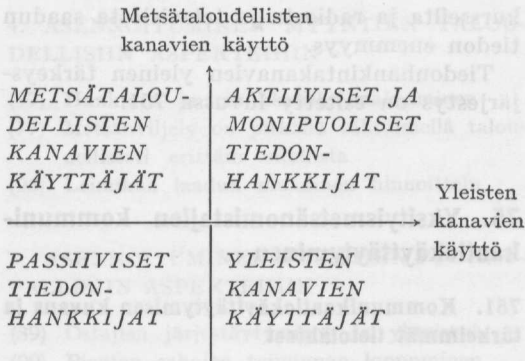 Metsätaloudellisten
kanavien käyttö
METSÄTALOU-
DELLISTEN
KANAVIEN
KÄYTTÄJÄT
AKTIIVISET JA
MONIPUOLISET
TIEDON-
HANKKIJAT
Yleisten
kanavien
käyttö
PASSIIVISET
TIEDON-
HANKKIJAT
YLEISTEN
KANAVIEN
KÄYTTÄJÄT